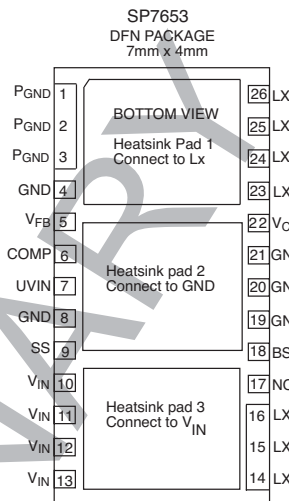 SP7653
DFN PACKAGE
7mm x 4mm
BOTTOM VIEW
Heatsink Pad 1
Connect to Lx
Heatsink pad 2
Connect to GND
Heatsink pad 3
Connect to VIN
PGND 1
PGND 2
PGND 3
GND 4
VFB 5
COMP 6
UVIN 7
GND 8
SS 9
VIN 10
VIN 11
VIN 12
VIN 13
26 LX
25 LX
24 LX
23 LX
22
21
20
19
18
17 NC
16 LX
15 LX
14 LX